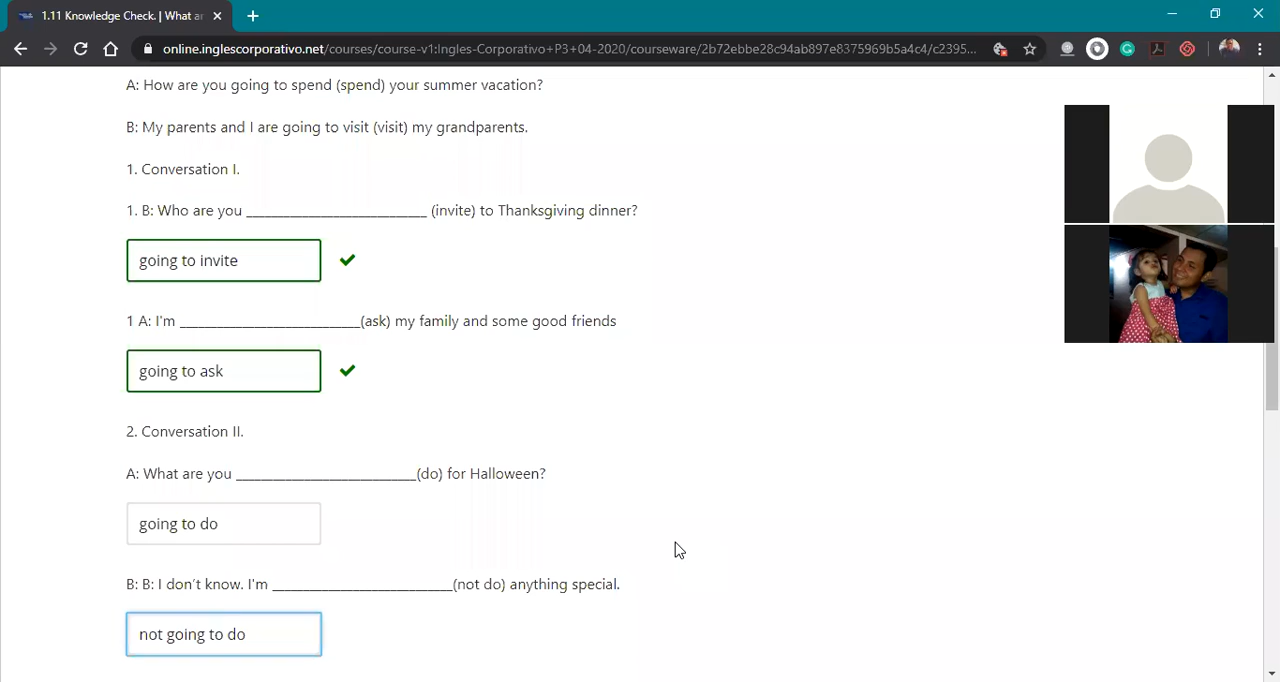 1.11 Knowledge Check. | What ar
online.inglescorporativo.net/courses/course-v1:Ingles-Corporativo+P3+04-2020/courseware/2b72ebbe28c94ab897e8375969b5a4c4/c2395...
A: How are you going to spend (spend) your summer vacation?
B: My parents and I are going to visit (visit) my grandparents.
1. Conversation I.
1. B: Who are you __________________________ (invite) to Thanksgiving dinner?
going to invite
1 A: I'm __________________________(ask) my family and some good friends
going to ask
2. Conversation II.
A: What are you __________________________(do) for Halloween?
going to do
B: B: I don't know. I'm __________________________(not do) anything special.
not going to do